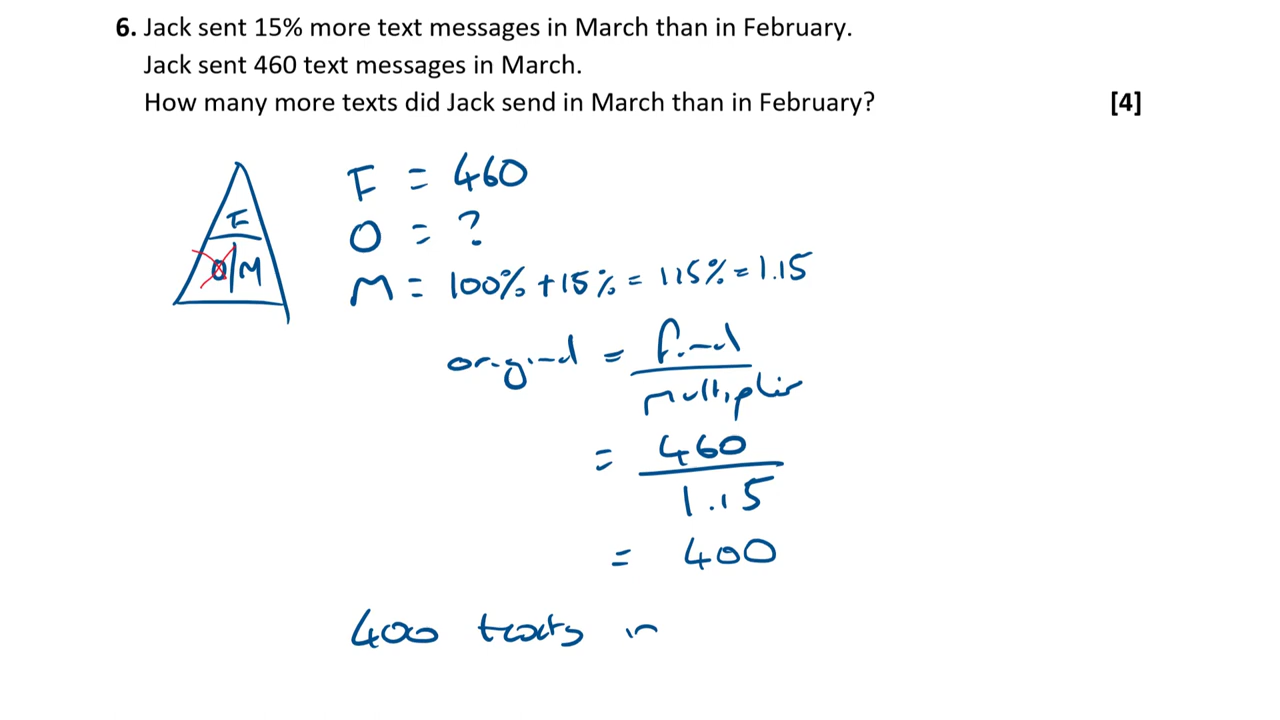 6. Jack sent 15% more text messages in March than in February.
Jack sent 460 text messages in March.
How many more texts did Jack send in March than in February? [4]
F
O/M
F = 460
O = ?
M = 100% + 15% = 115% = 1.15
original = final
multiplier
= 460
1.15
= 400
400 texts in